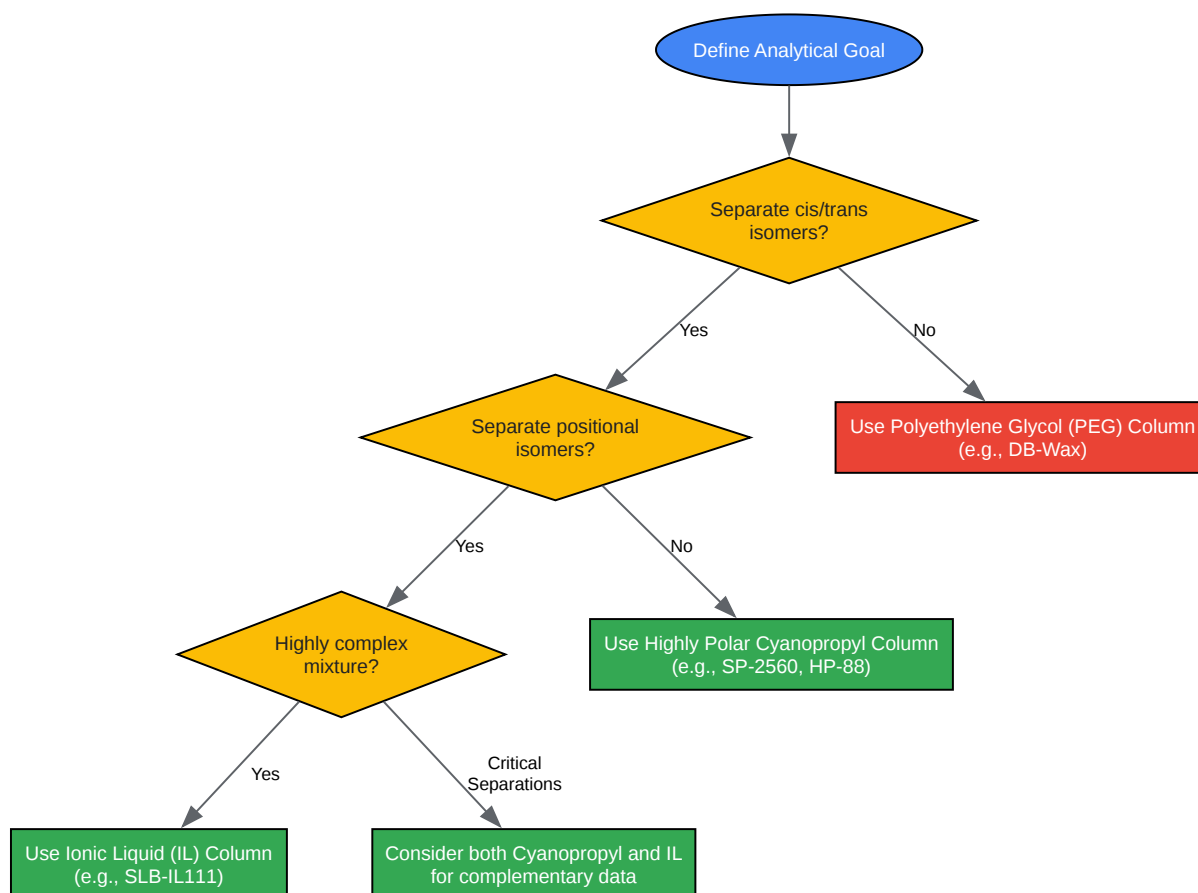 Define Analytical Goal
Separate cis/trans
isomers?
Yes
No
Separate positional
isomers?
Use Polyethylene Glycol (PEG) Column
(e.g., DB-Wax)
Yes
No
Highly complex
mixture?
Use Highly Polar Cyanopropyl Column
(e.g., SP-2560, HP-88)
Yes
Critical
Separations
Use Ionic Liquid (IL) Column
(e.g., SLB-IL111)
Consider both Cyanopropyl and IL
for complementary data